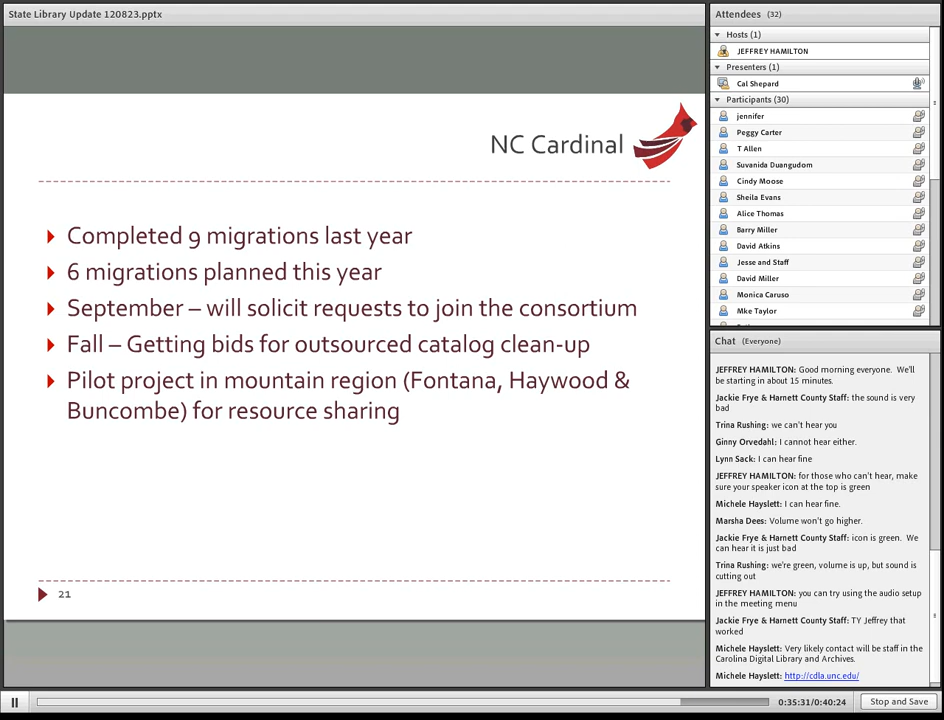 State Library Update 120823.pptx
NC Cardinal
Completed 9 migrations last year
6 migrations planned this year
September – will solicit requests to join the consortium
Fall – Getting bids for outsourced catalog clean-up
Pilot project in mountain region (Fontana, Haywood &
Buncombe) for resource sharing
21
Attendees (32)
Hosts (1)
JEFFREY HAMILTON
Presenters (1)
Cal Shepard
Participants (30)
jennifer
Peggy Carter
T Allen
Suvanida Duangudom
Cindy Moose
Sheila Evans
Alice Thomas
Barry Miller
David Atkins
Jesse and Staff
David Miller
Monica Caruso
Mke Taylor
Chat (Everyone)
JEFFREY HAMILTON: Good morning everyone. We'll
be starting in about 15 minutes.
Jackie Frye & Harnett County Staff: the sound is very
bad
Trina Rushing: we can't hear you
Ginny Orvedahl: I cannot hear either.
Lynn Sack: I can hear fine
JEFFREY HAMILTON: for those who can't hear, make
sure your speaker icon at the top is green
Michele Hayslett: I can hear fine.
Marsha Dees: Volume won't go higher.
Jackie Frye & Harnett County Staff: icon is green. We
can hear it is just bad
Trina Rushing: we're green, volume is up, but sound is
cutting out
JEFFREY HAMILTON: you can try using the audio setup
in the meeting menu
Jackie Frye & Harnett County Staff: TY Jeffrey that
worked
Michele Hayslett: Very likely contact will be staff in the
Carolina Digital Library and Archives.
Michele Hayslett: http://cdla.unc.edu/
0:35:31/0:40:24
Stop and Save